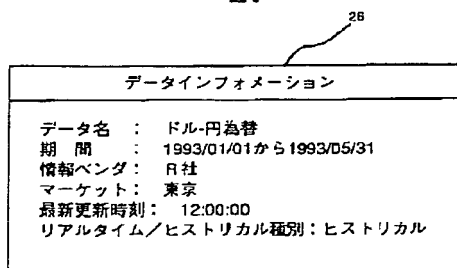 26
データインフォメーション
データ名 : ドル-円為替
期 間 : 1993/01/01から1993/05/31
情報ベンダ : R社
マーケット : 東京
最新更新時刻 : 12:00:00
リアルタイム/ヒストリカル種別:ヒストリカル